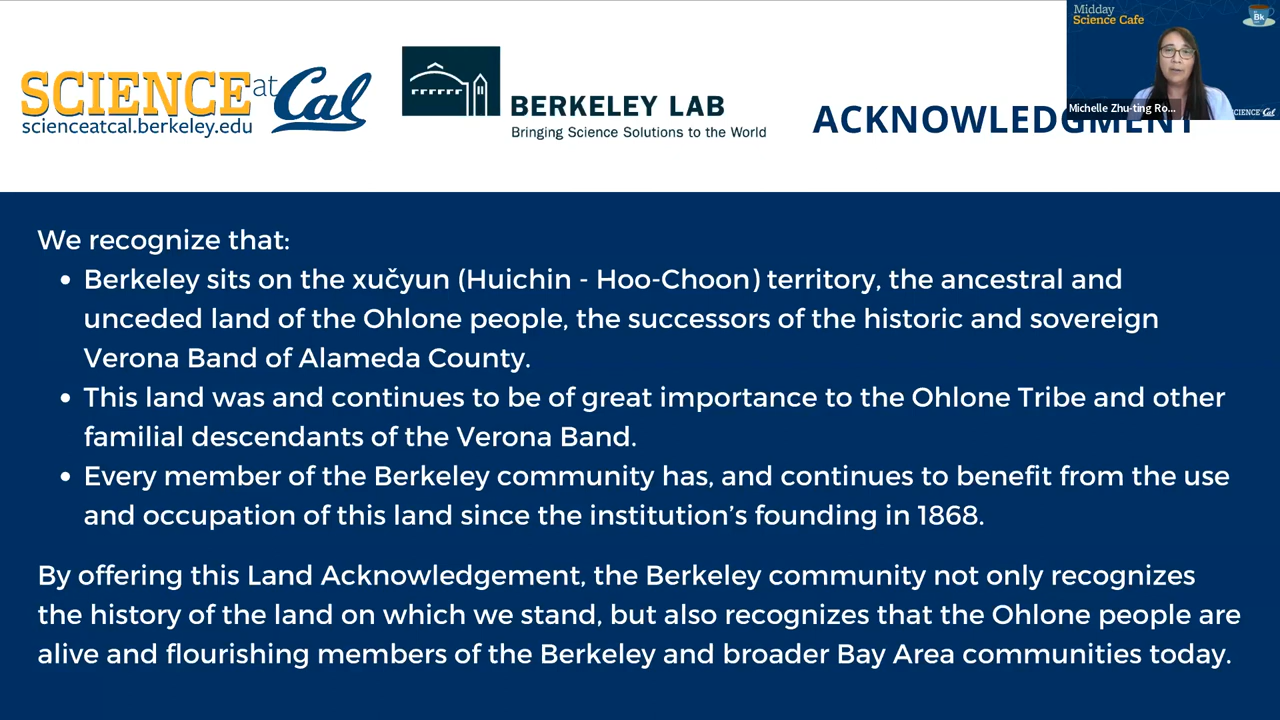 SCIENCE at Cal
scienceatcal.berkeley.edu
BERKELEY LAB
Bringing Science Solutions to the World
ACKNOWLEDGMENT
Midday
Science Cafe
Bk
Michelle Zhu-ting Ro...
SCIENCE at Cal
We recognize that:
• Berkeley sits on the xučyun (Huichin - Hoo-Choon) territory, the ancestral and
unceded land of the Ohlone people, the successors of the historic and sovereign
Verona Band of Alameda County.
• This land was and continues to be of great importance to the Ohlone Tribe and other
familial descendants of the Verona Band.
• Every member of the Berkeley community has, and continues to benefit from the use
and occupation of this land since the institution’s founding in 1868.
By offering this Land Acknowledgement, the Berkeley community not only recognizes
the history of the land on which we stand, but also recognizes that the Ohlone people are
alive and flourishing members of the Berkeley and broader Bay Area communities today.